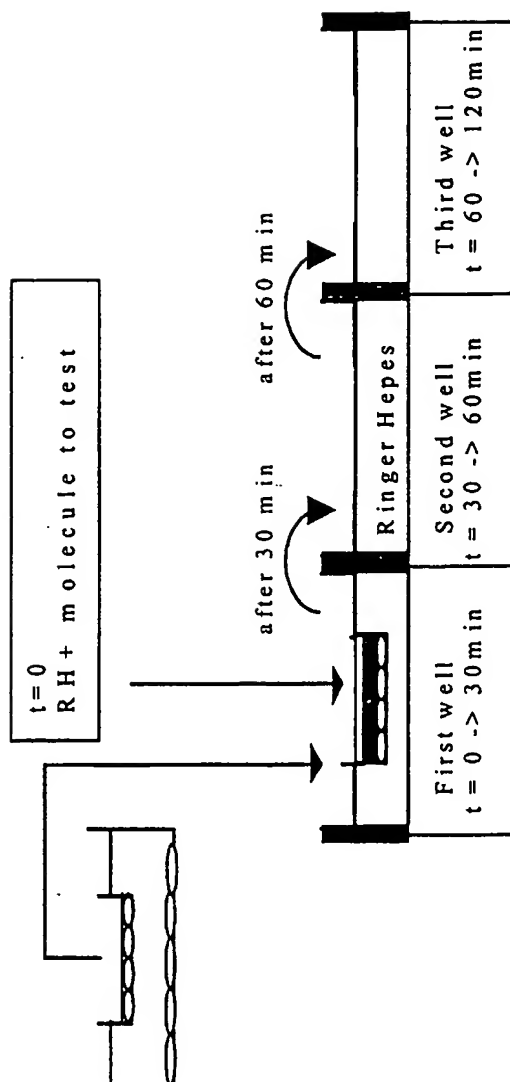 t=0
RH+ molecule to test
after 30 min
after 60 min
Ringer Hepes
First well
t = 0 -> 30min
Second well
t = 30 -> 60min
Third well
t = 60 -> 120min